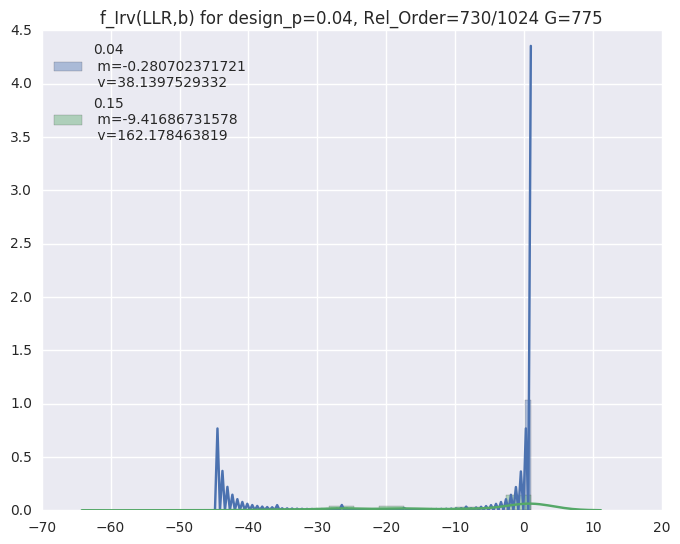 f_Irv(LLR,b) for design_p=0.04, Rel_Order=730/1024 G=775
0.04
m=-0.280702371721
v=38.1397529332
0.15
m=-9.41686731578
v=162.178463819
4.5
4.0
3.5
3.0
2.5
2.0
1.5
1.0
0.5
0.0
−70 −60 −50 −40 −30 −20 −10 0 10 20